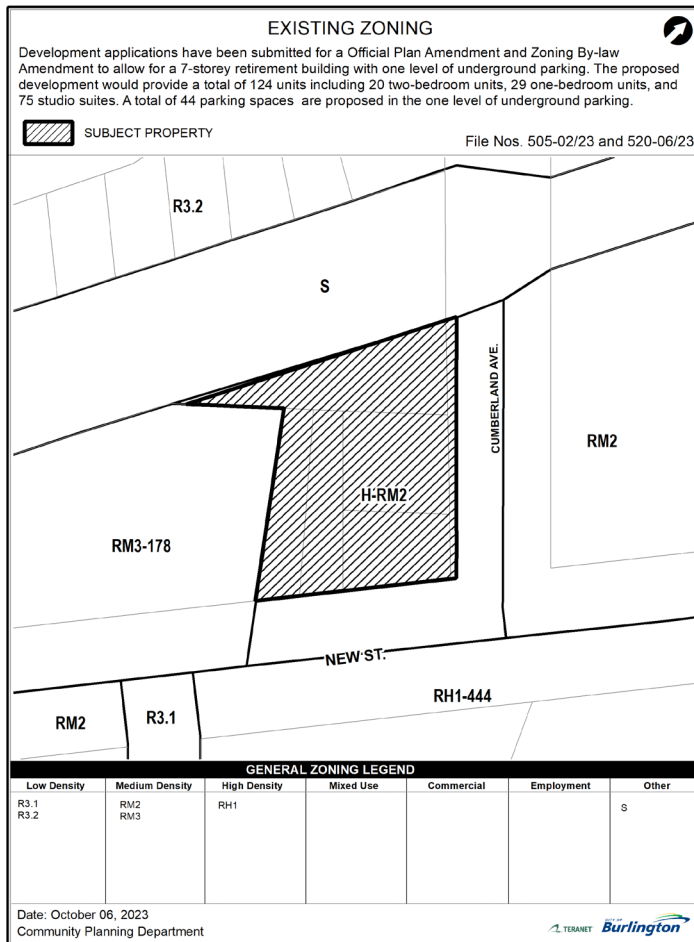 EXISTING ZONING
Development applications have been submitted for a Official Plan Amendment and Zoning By-law
Amendment to allow for a 7-storey retirement building with one level of underground parking. The proposed
development would provide a total of 124 units including 20 two-bedroom units, 29 one-bedroom units, and
75 studio suites. A total of 44 parking spaces are proposed in the one level of underground parking.
SUBJECT PROPERTY
File Nos. 505-02/23 and 520-06/23
R3.2
S
CUMBERLAND AVE.
RM2
H-RM2
RM3-178
NEW ST.
RH1-444
RM2
R3.1
GENERAL ZONING LEGEND
Low Density Medium Density High Density Mixed Use Commercial Employment Other
R3.1 RM2 RH1 S
R3.2 RM3
Date: October 06, 2023
Community Planning Department
TERANET
CITY OF
Burlington